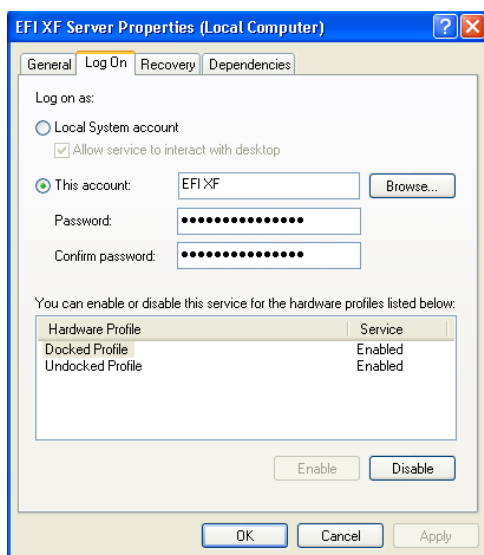 EFI XF Server Properties (Local Computer)
General Log On Recovery Dependencies
Log on as:
Local System account
Allow service to interact with desktop
This account: EFI XF Browse...
Password: ●●●●●●●●●●●●●●●
Confirm password: ●●●●●●●●●●●●●●●
You can enable or disable this service for the hardware profiles listed below:
Hardware Profile Service
Docked Profile Enabled
Undocked Profile Enabled
Enable Disable
OK Cancel Apply